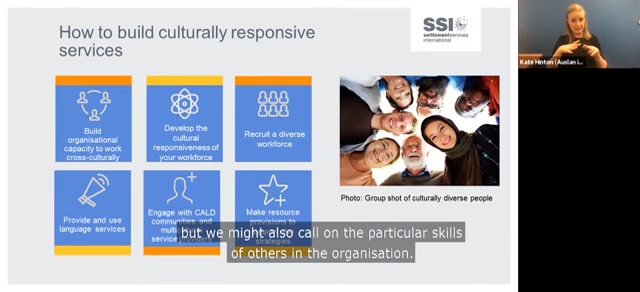 How to build culturally responsive
services
SSI
settlement services
international
Kate Hinton (Auslan i...
Build
organisational
capacity to work
cross-culturally
Develop the
cultural
responsiveness of
your workforce
Recruit a diverse
workforce
Provide and use
language services
Engage with CALD
communities and
service
Make resource
provisions to
strategies
Photo: Group shot of culturally diverse people
but we might also call on the particular skills
of others in the organisation.